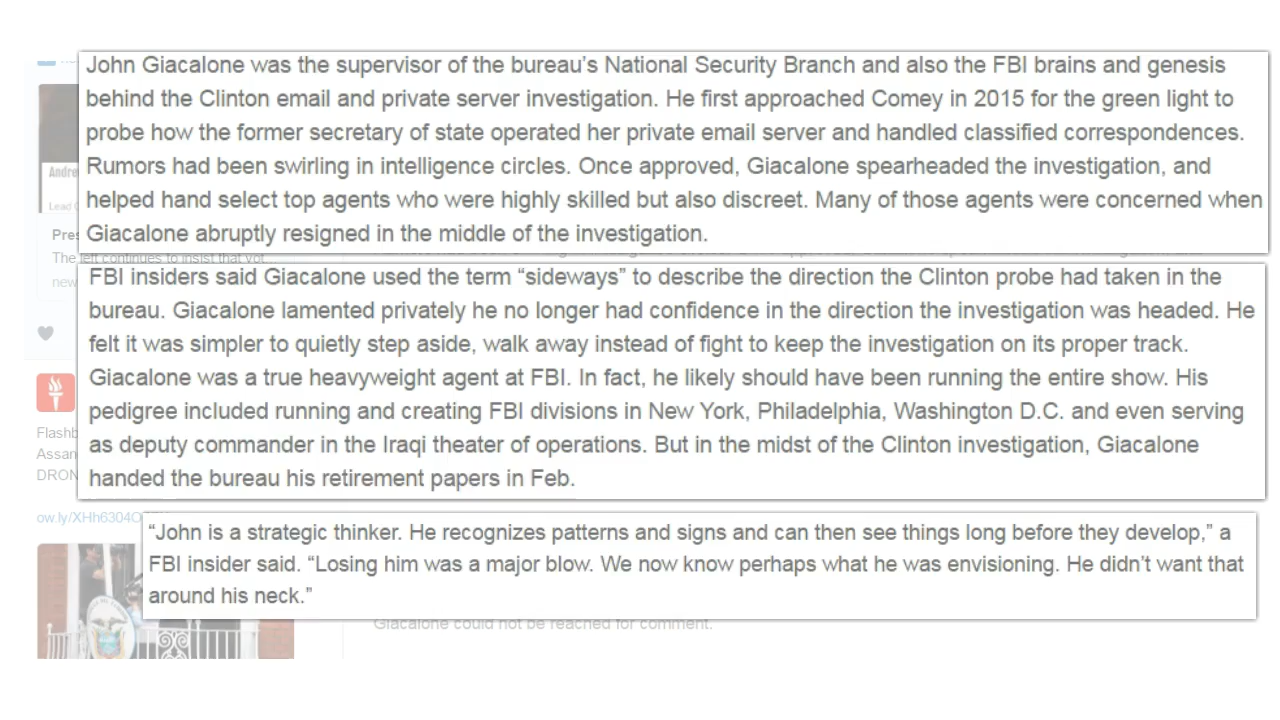 John Giacalone was the supervisor of the bureau's National Security Branch and also the FBI brains and genesis
behind the Clinton email and private server investigation. He first approached Comey in 2015 for the green light to
probe how the former secretary of state operated her private email server and handled classified correspondences.
Rumors had been swirling in intelligence circles. Once approved, Giacalone spearheaded the investigation, and
helped hand select top agents who were highly skilled but also discreet. Many of those agents were concerned when
Giacalone abruptly resigned in the middle of the investigation.
FBI insiders said Giacalone used the term “sideways” to describe the direction the Clinton probe had taken in the
bureau. Giacalone lamented privately he no longer had confidence in the direction the investigation was headed. He
felt it was simpler to quietly step aside, walk away instead of fight to keep the investigation on its proper track.
Giacalone was a true heavyweight agent at FBI. In fact, he likely should have been running the entire show. His
pedigree included running and creating FBI divisions in New York, Philadelphia, Washington D.C. and even serving
as deputy commander in the Iraqi theater of operations. But in the midst of the Clinton investigation, Giacalone
handed the bureau his retirement papers in Feb.
“John is a strategic thinker. He recognizes patterns and signs and can then see things long before they develop,” a
FBI insider said. “Losing him was a major blow. We now know perhaps what he was envisioning. He didn't want that
around his neck.”
Giacalone could not be reached for comment.
Andre
Lead
Pres
The left continues to insist that vot...
new
Flashb
Assan
DRON
ow.ly/XHh6304O